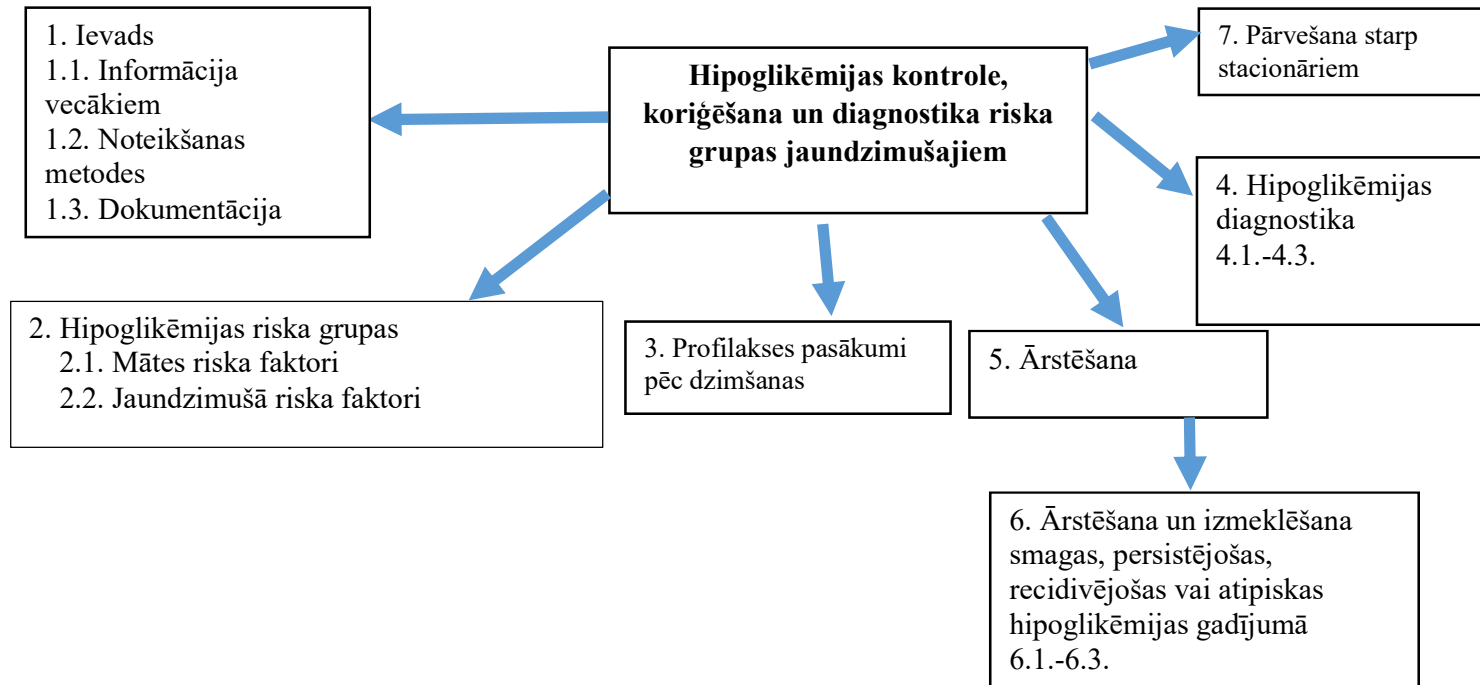 1. Ievads
1.1. Informācija
vecākiem
1.2. Noteikšanas
metodes
1.3. Dokumentācija
Hipoglikēmijas kontrole,
koriģēšana un diagnostika riska
grupas jaundzimušajiem
7. Pārvešana starp
stacionāriem
4. Hipoglikēmijas
diagnostika
4.1.-4.3.
2. Hipoglikēmijas riska grupas
2.1. Mātes riska faktori
2.2. Jaundzimušā riska faktori
3. Profilakses pasākumi
pēc dzimšanas
5. Ārstēšana
6. Ārstēšana un izmeklēšana
smagas, persistējošas,
recidivējošas vai atipiskas
hipoglikēmijas gadījumā
6.1.-6.3.